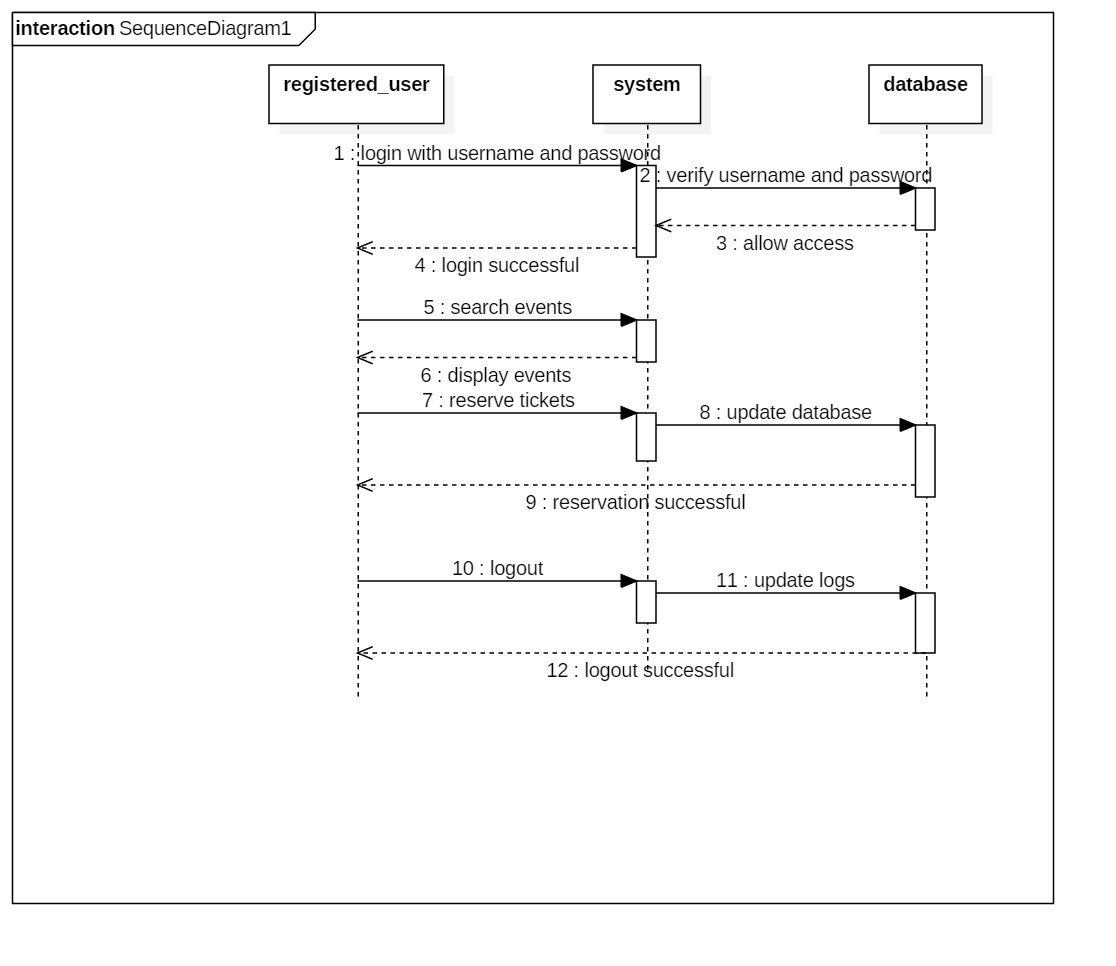 interaction SequenceDiagram1
registered_user
system
database
1 : login with username and password
2 : verify username and password
3 : allow access
4 : login successful
5 : search events
6 : display events
7 : reserve tickets
8 : update database
9 : reservation successful
10 : logout
11 : update logs
12 : logout successful